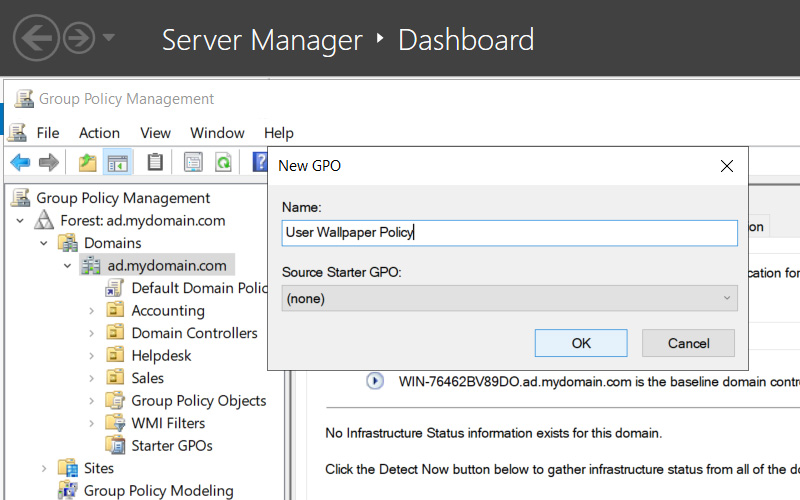 Server Manager ‣ Dashboard
Group Policy Management
File Action View Window Help
New GPO
Name:
User Wallpaper Policy
Source Starter GPO:
(none)
OK Cancel
Group Policy Management
Forest: ad.mydomain.com
Domains
ad.mydomain.com
Default Domain Polic
Accounting
Domain Controllers
Helpdesk
Sales
Group Policy Objects
WMI Filters
Starter GPOs
Sites
Group Policy Modeling
on
cation for
WIN-76462BV89DO.ad.mydomain.com is the baseline domain contr
No Infrastructure Status information exists for this domain.
Click the Detect Now button below to gather infrastructure status from all of the do